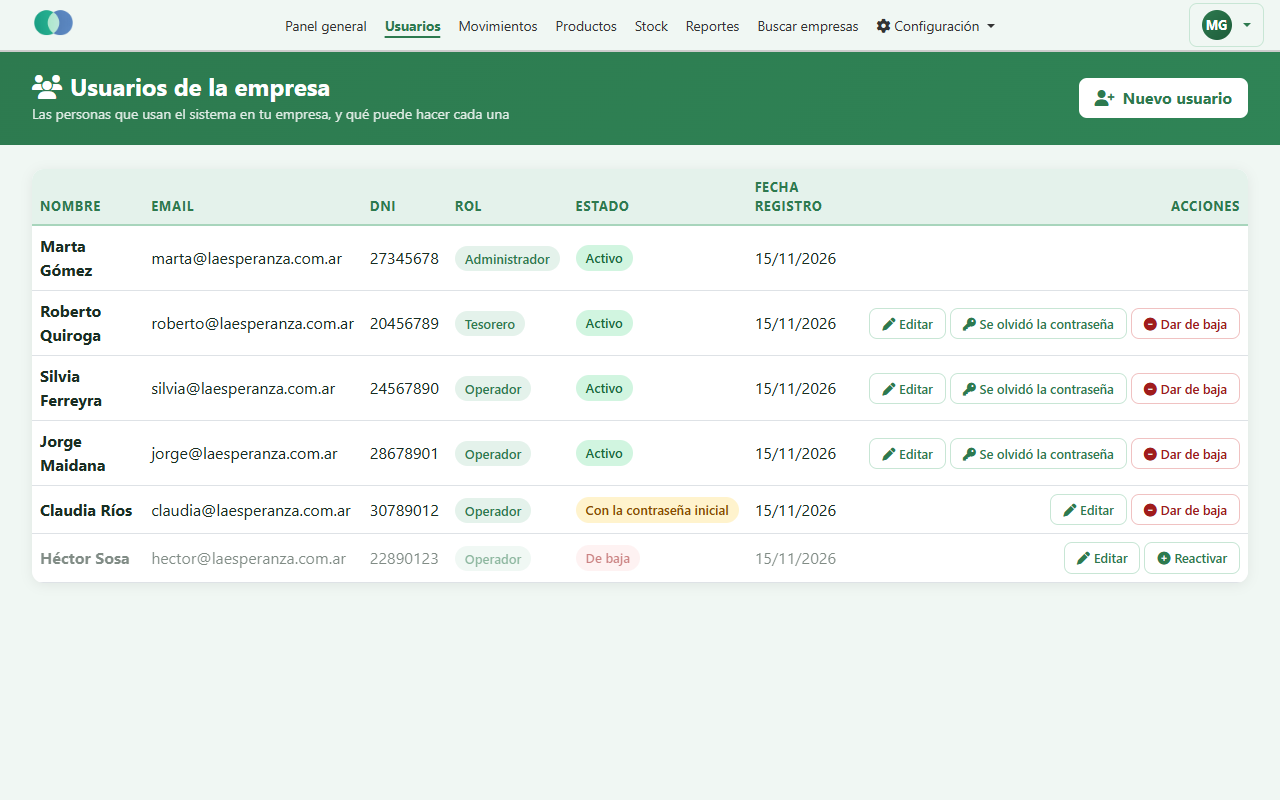 Panel general Usuarios Movimientos Productos Stock Reportes Buscar empresas Configuración MG
Usuarios de la empresa
Las personas que usan el sistema en tu empresa, y qué puede hacer cada una
Nuevo usuario
NOMBRE EMAIL DNI ROL ESTADO FECHA REGISTRO ACCIONES
Marta Gómez marta@laesperanza.com.ar 27345678 Administrador Activo 15/11/2026
Roberto Quiroga roberto@laesperanza.com.ar 20456789 Tesorero Activo 15/11/2026 Editar Se olvidó la contraseña Dar de baja
Silvia Ferreyra silvia@laesperanza.com.ar 24567890 Operador Activo 15/11/2026 Editar Se olvidó la contraseña Dar de baja
Jorge Maidana jorge@laesperanza.com.ar 28678901 Operador Activo 15/11/2026 Editar Se olvidó la contraseña Dar de baja
Claudia Ríos claudia@laesperanza.com.ar 30789012 Operador Con la contraseña inicial 15/11/2026 Editar Dar de baja
Héctor Sosa hector@laesperanza.com.ar 22890123 Operador De baja 15/11/2026 Editar Reactivar